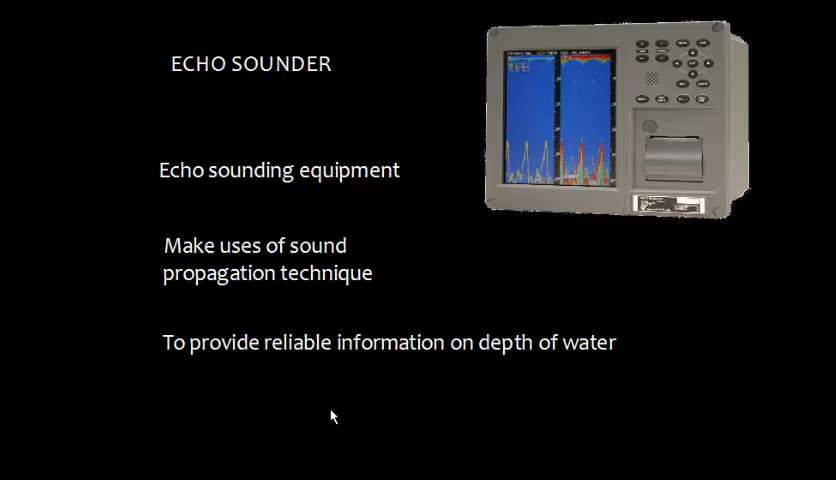 ECHO SOUNDER
Echo sounding equipment
Make uses of sound
propagation technique
To provide reliable information on depth of water